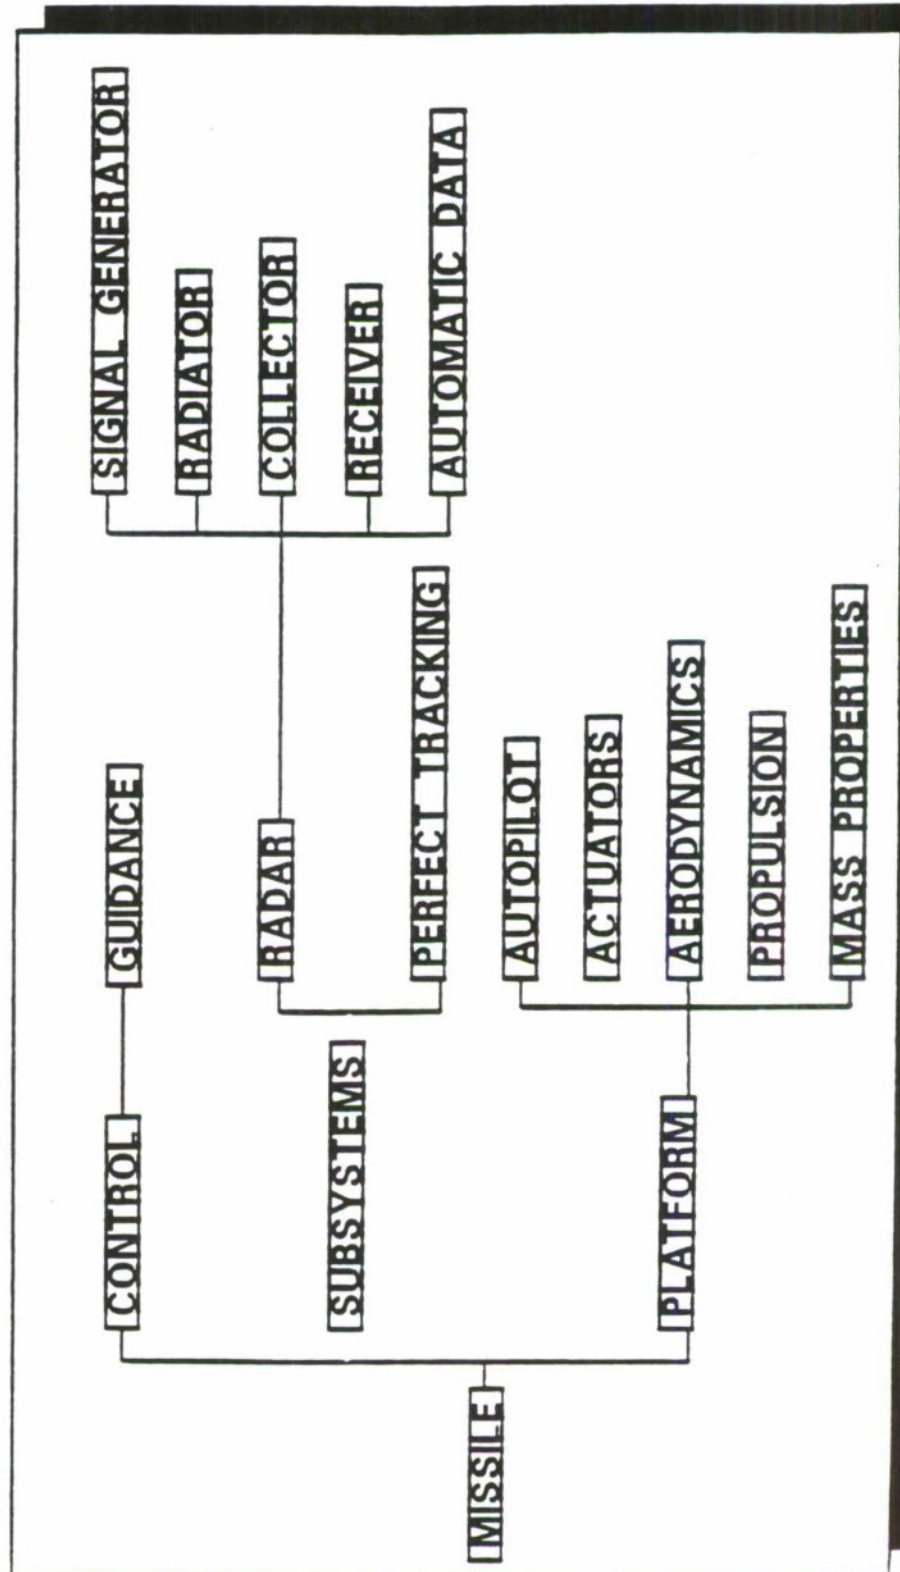 MISSILE
CONTROL
GUIDANCE
SUBSYSTEMS
RADAR
SIGNAL GENERATOR
RADIATOR
COLLECTOR
RECEIVER
AUTOMATIC DATA
PERFECT TRACKING
PLATFORM
AUTOPILOT
ACTUATORS
AERODYNAMICS
PROPULSION
MASS PROPERTIES